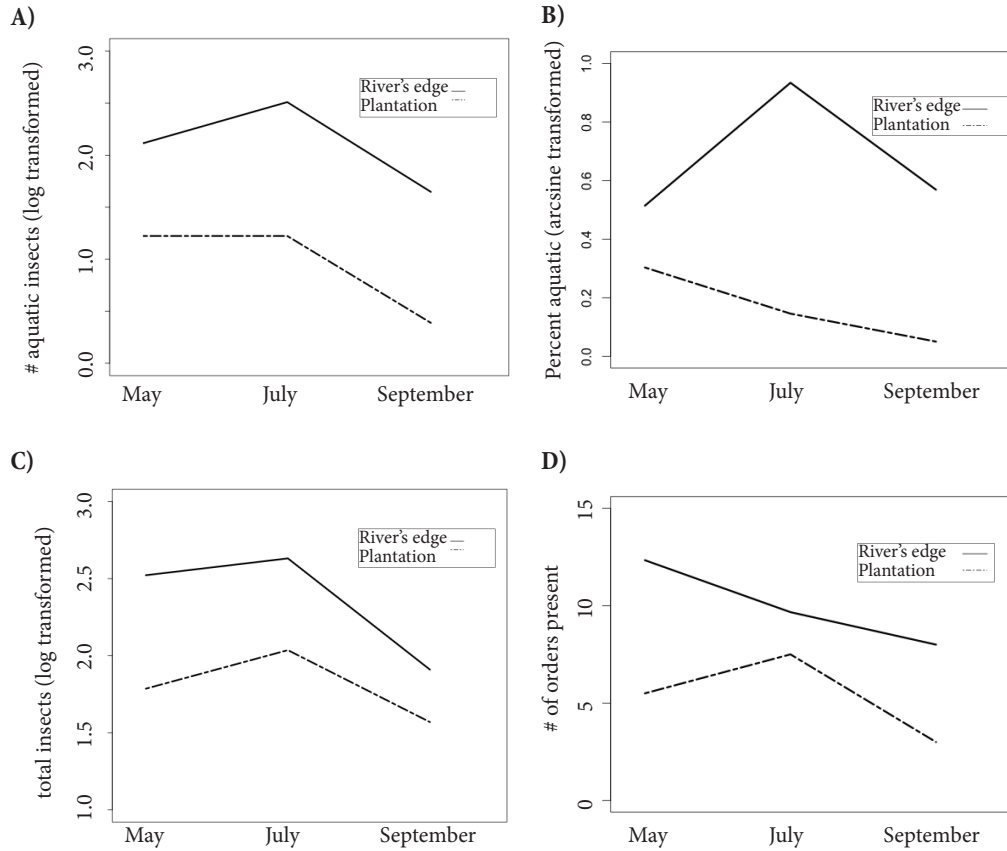 A)
# aquatic insects (log transformed)
3.0
2.0
1.0
0.0
River's edge
Plantation
May July September
B)
Percent aquatic (arcsine transformed)
1.0
0.8
0.6
0.4
0.2
0.0
River's edge
Plantation
May July September
C)
total insects (log transformed)
3.0
2.5
2.0
1.5
1.0
River's edge
Plantation
May July September
D)
# of orders present
15
10
5
0
River's edge
Plantation
May July September